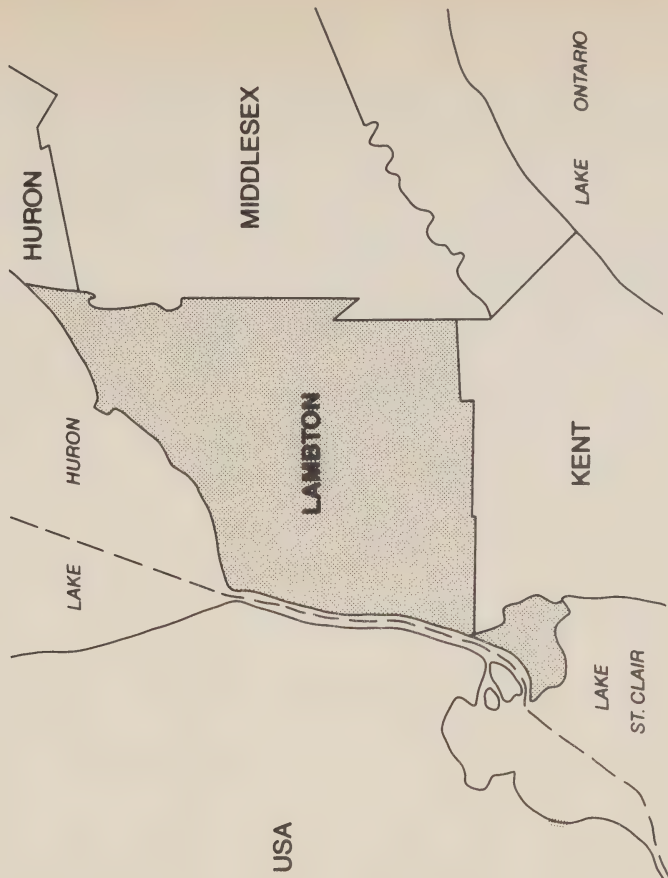 HURON
LAKE HURON
MIDDLESEX
USA
LAMBTON
KENT
LAKE ONTARIO
LAKE
ST. CLAIR